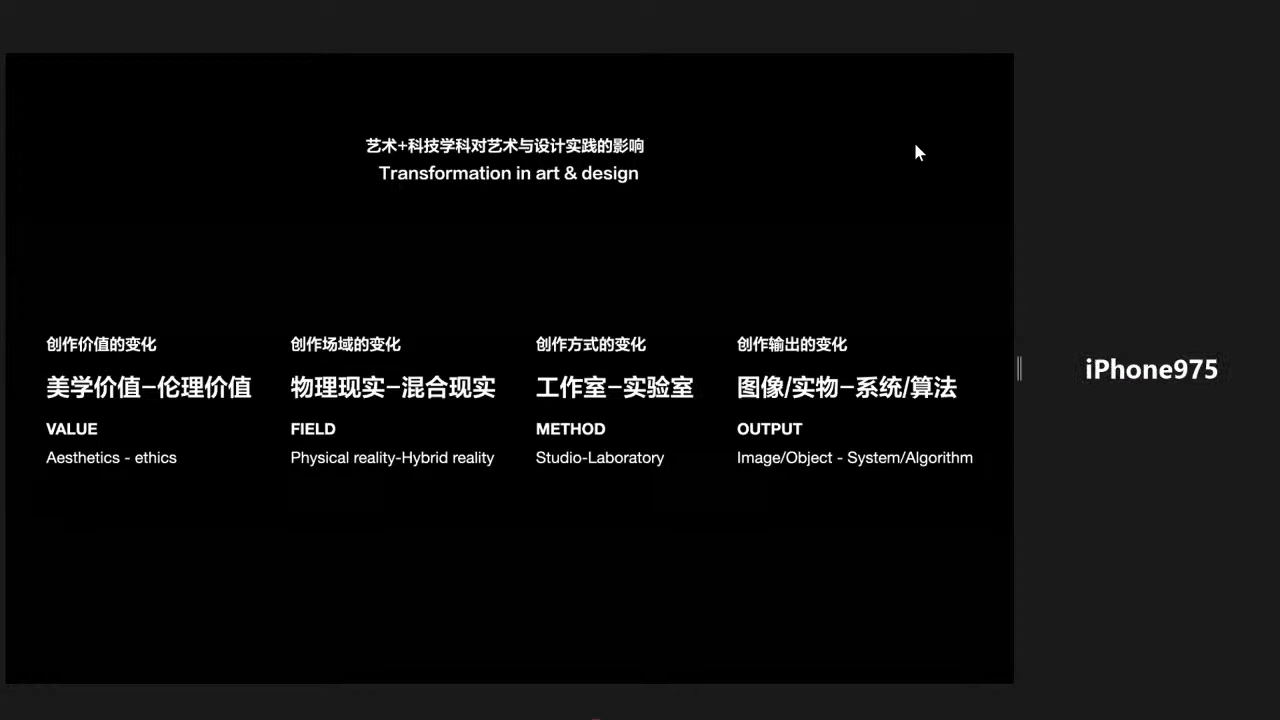 艺术+科技学科对艺术与设计实践的影响
Transformation in art & design
创作价值的变化
美学价值–伦理价值
VALUE
Aesthetics - ethics
创作场域的变化
物理现实–混合现实
FIELD
Physical reality-Hybrid reality
创作方式的变化
工作室–实验室
METHOD
Studio-Laboratory
创作输出的变化
图像/实物–系统/算法
OUTPUT
Image/Object - System/Algorithm
iPhone975